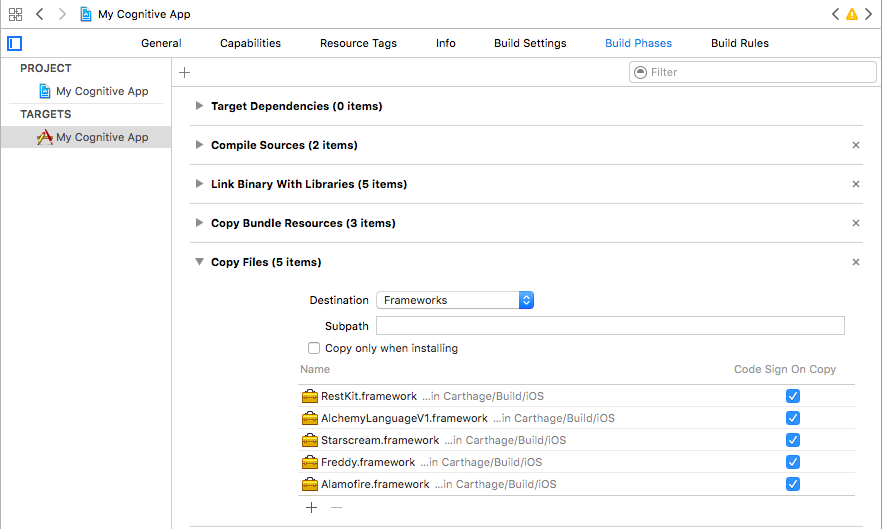 My Cognitive App
General Capabilities Resource Tags Info Build Settings Build Phases Build Rules
PROJECT
My Cognitive App
TARGETS
My Cognitive App
Filter
Target Dependencies (0 items)
Compile Sources (2 items)
Link Binary With Libraries (5 items)
Copy Bundle Resources (3 items)
Copy Files (5 items)
Destination Frameworks
Subpath
Copy only when installing
Name Code Sign On Copy
RestKit.framework ...in Carthage/Build/iOS
AlchemyLanguageV1.framework ...in Carthage/Build/iOS
Starscream.framework ...in Carthage/Build/iOS
Freddy.framework ...in Carthage/Build/iOS
Alamofire.framework ...in Carthage/Build/iOS